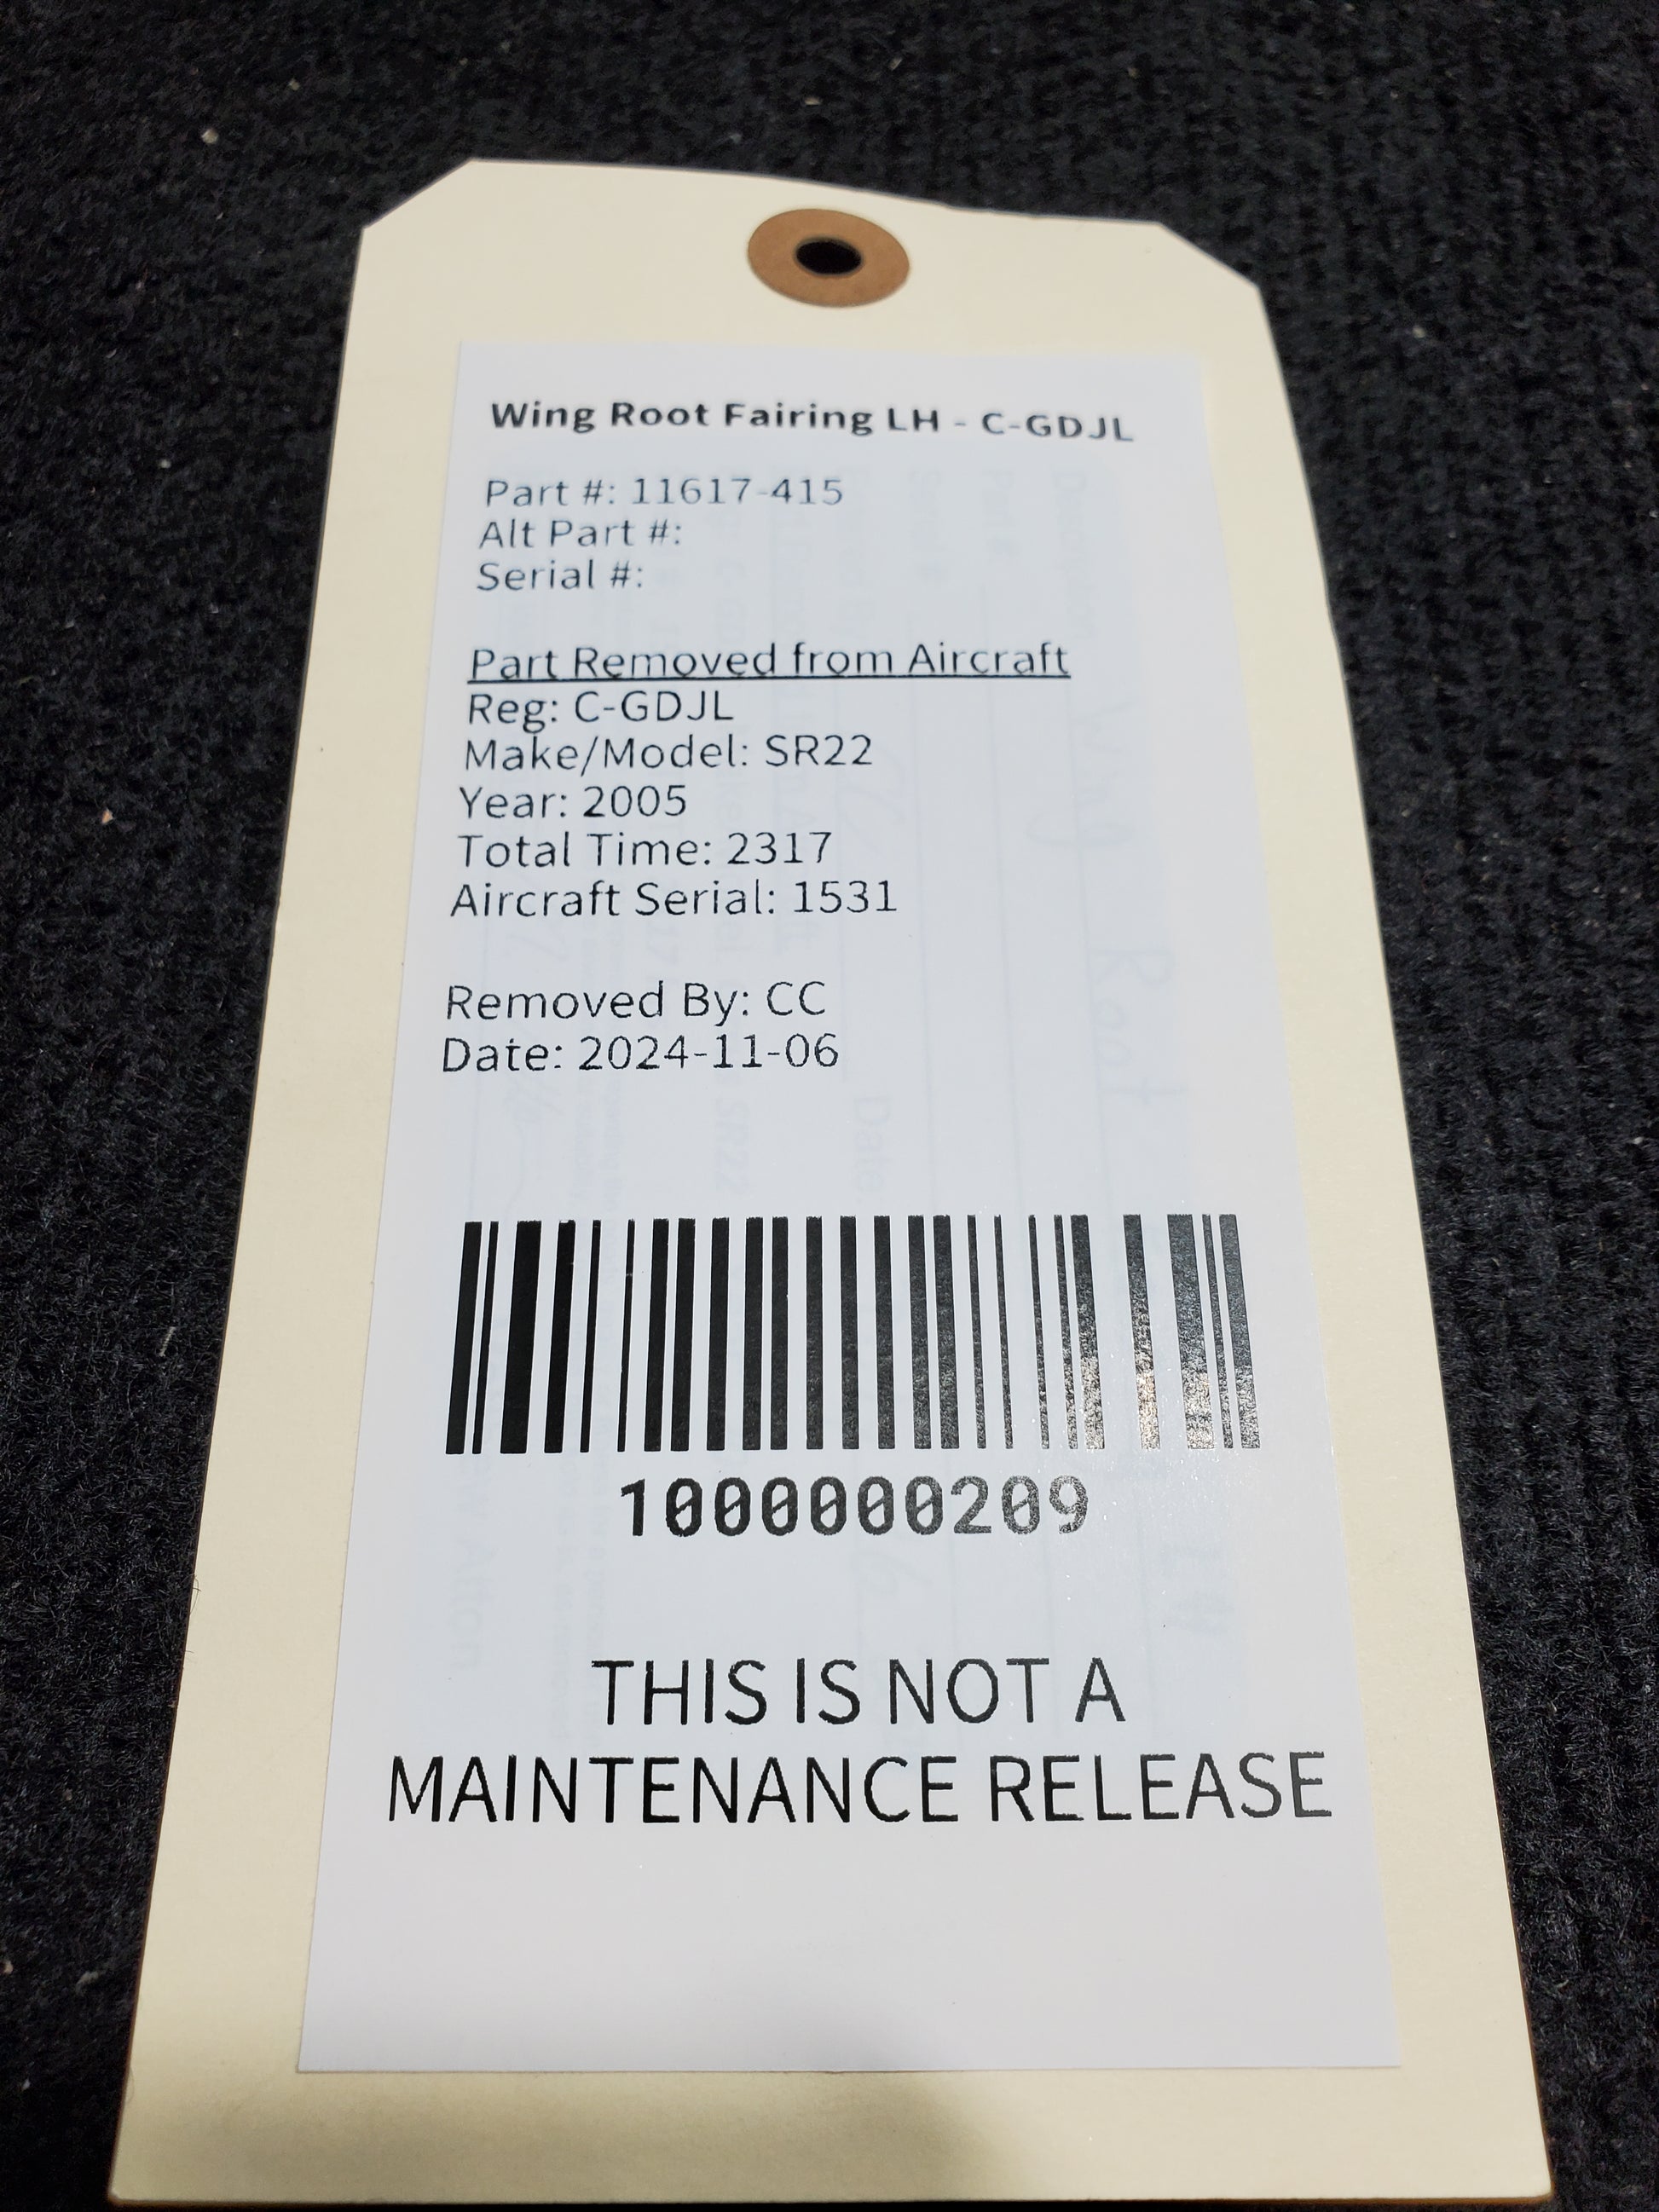 Wing Root Fairing LH - C-GDJL
Part #: 11617-415
Alt Part #:
Serial #:
Part Removed from Aircraft
Reg: C-GDJL
Make/Model: SR22
Year: 2005
Total Time: 2317
Aircraft Serial: 1531
Removed By: CC
Date: 2024-11-06
1000000209
THIS IS NOT A
MAINTENANCE RELEASE